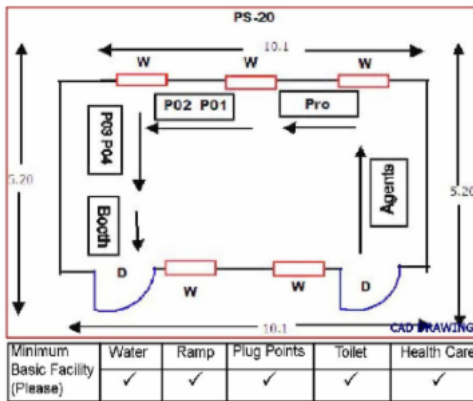 PS-20
10.1
W W W
P02 P01 Pro
P03 P04
5.20
5.20
Agents
Booth
D D
W W
10.1
CAD DRAWING
Minimum Basic Facility (Please) Water Ramp Plug Points Toilet Health Care
✓ ✓ ✓ ✓ ✓